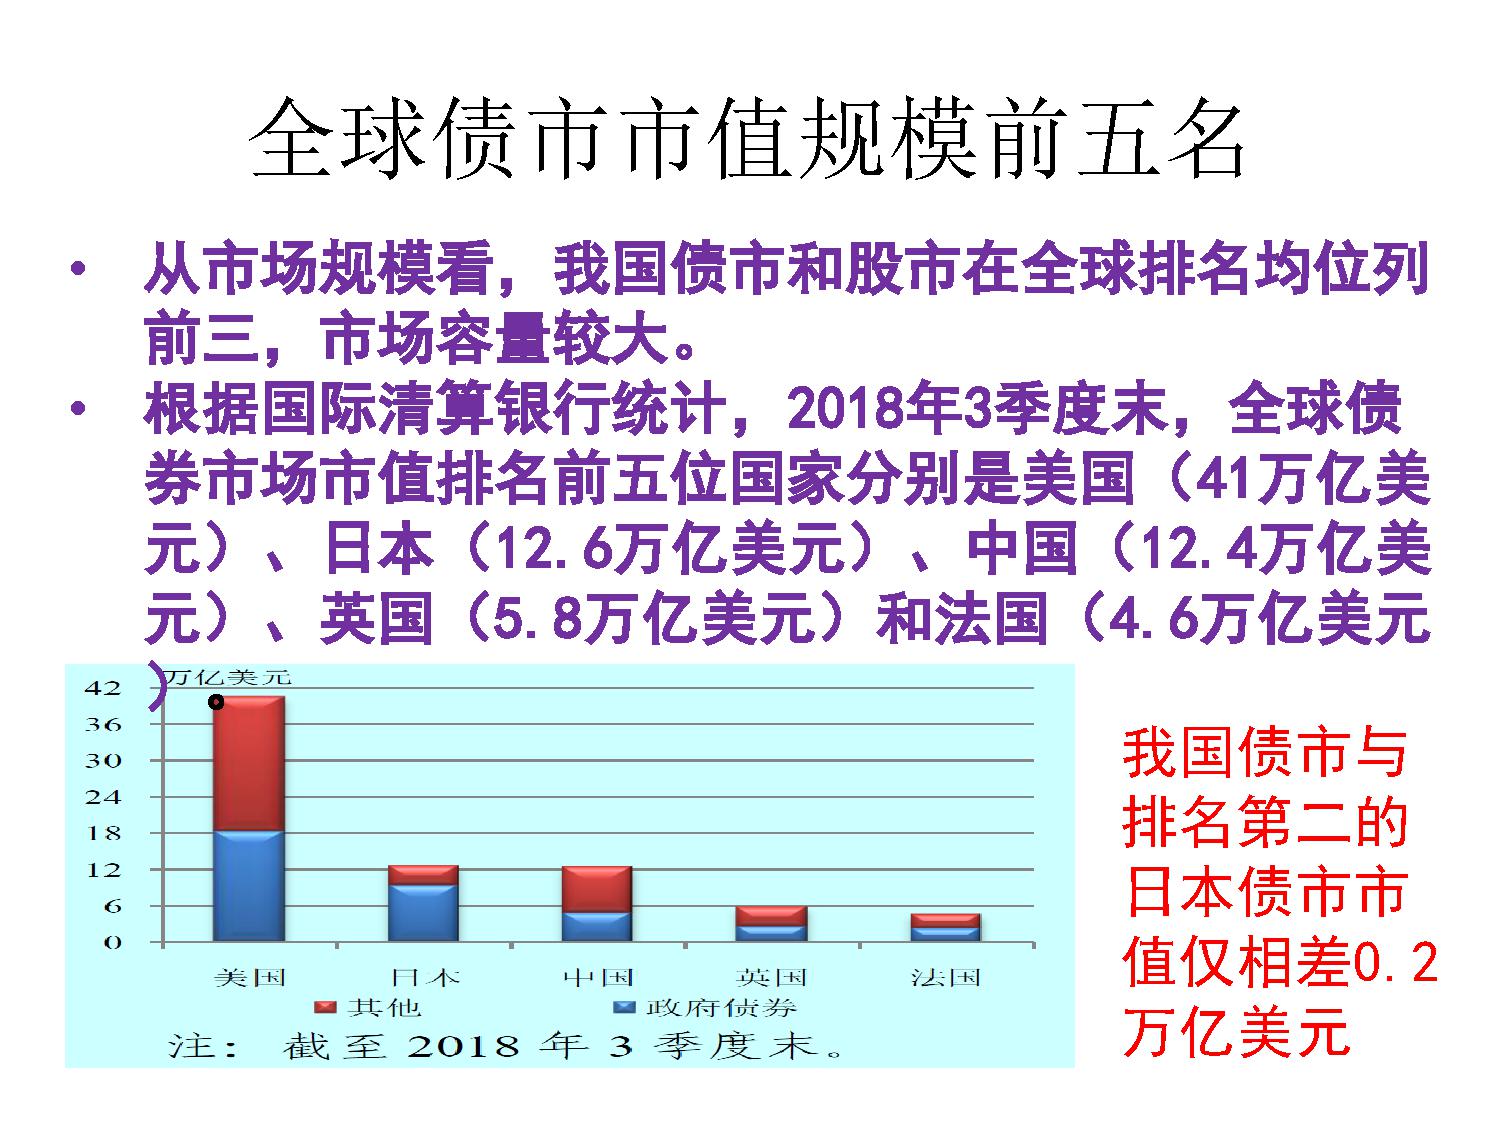 全球债市市值规模前五名
• 从市场规模看，我国债市和股市在全球排名均位列
前三，市场容量较大。
• 根据国际清算银行统计，2018年3季度末，全球债
券市场市值排名前五位国家分别是美国（41万亿美
元）、日本（12.6万亿美元）、中国（12.4万亿美
元）、英国（5.8万亿美元）和法国（4.6万亿美元
）。
万亿美元
42
36
30
24
18
12
6
0
美国 日本 中国 英国 法国
其他 政府债券
注：截至 2018 年 3 季度末。
我国债市与
排名第二的
日本债市市
值仅相差0.2
万亿美元